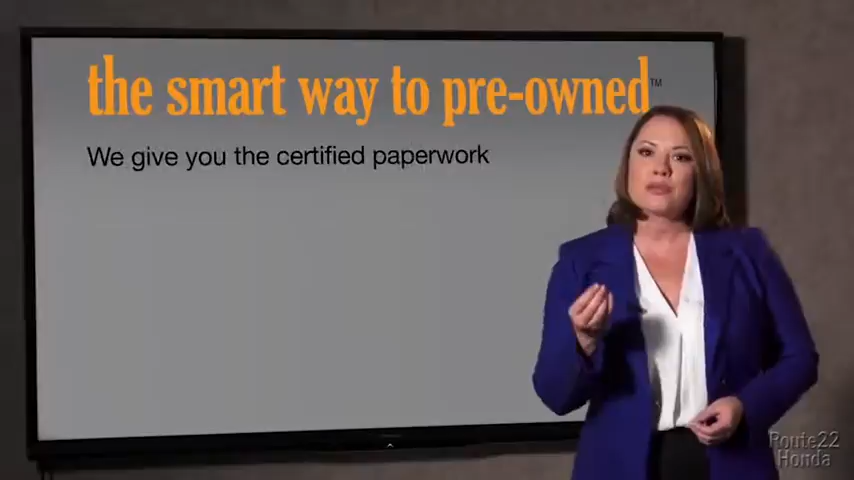 the smart way to pre-owned™
We give you the certified paperwork
Route22
Honda